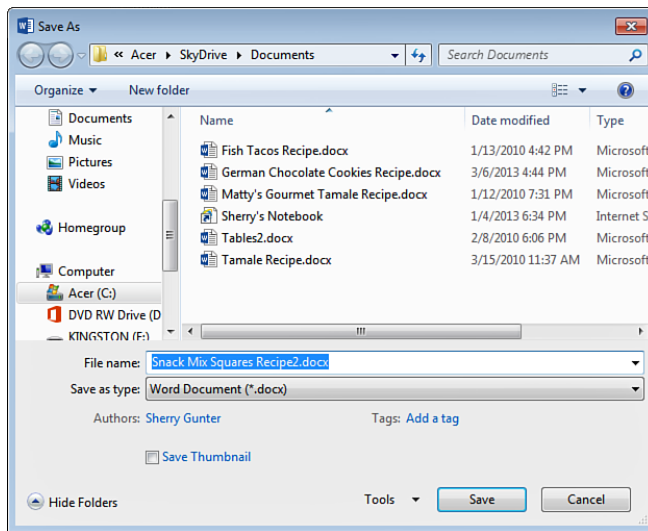 Save As
« Acer SkyDrive Documents Search Documents
Organize New folder
Documents
Music
Pictures
Videos
Homegroup
Computer
Acer (C:)
DVD RW Drive (D
KINGSTON (F:)
Name Date modified Type
Fish Tacos Recipe.docx 1/13/2010 4:42 PM Microsoft
German Chocolate Cookies Recipe.docx 3/6/2013 4:44 PM Microsoft
Matty's Gourmet Tamale Recipe.docx 1/12/2010 7:31 PM Microsoft
Sherry's Notebook 1/4/2013 6:34 PM Internet S
Tables2.docx 2/8/2010 6:06 PM Microsoft
Tamale Recipe.docx 3/15/2010 11:37 AM Microsoft
File name: Snack Mix Squares Recipe2.docx
Save as type: Word Document (*.docx)
Authors: Sherry Gunter Tags: Add a tag
Save Thumbnail
Hide Folders Tools Save Cancel